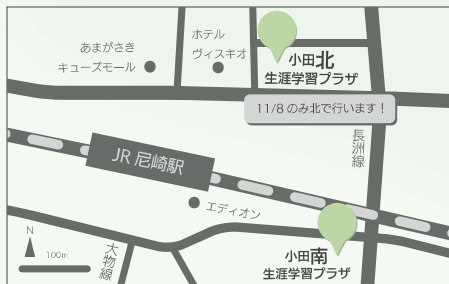 あまがさき
キューズモール
ホテル
ヴィスキオ
小田北
生涯学習プラザ
11/8 のみ北で行います！
長洲線
JR 尼崎駅
エディオン
小田南
生涯学習プラザ
大物線
N
100m